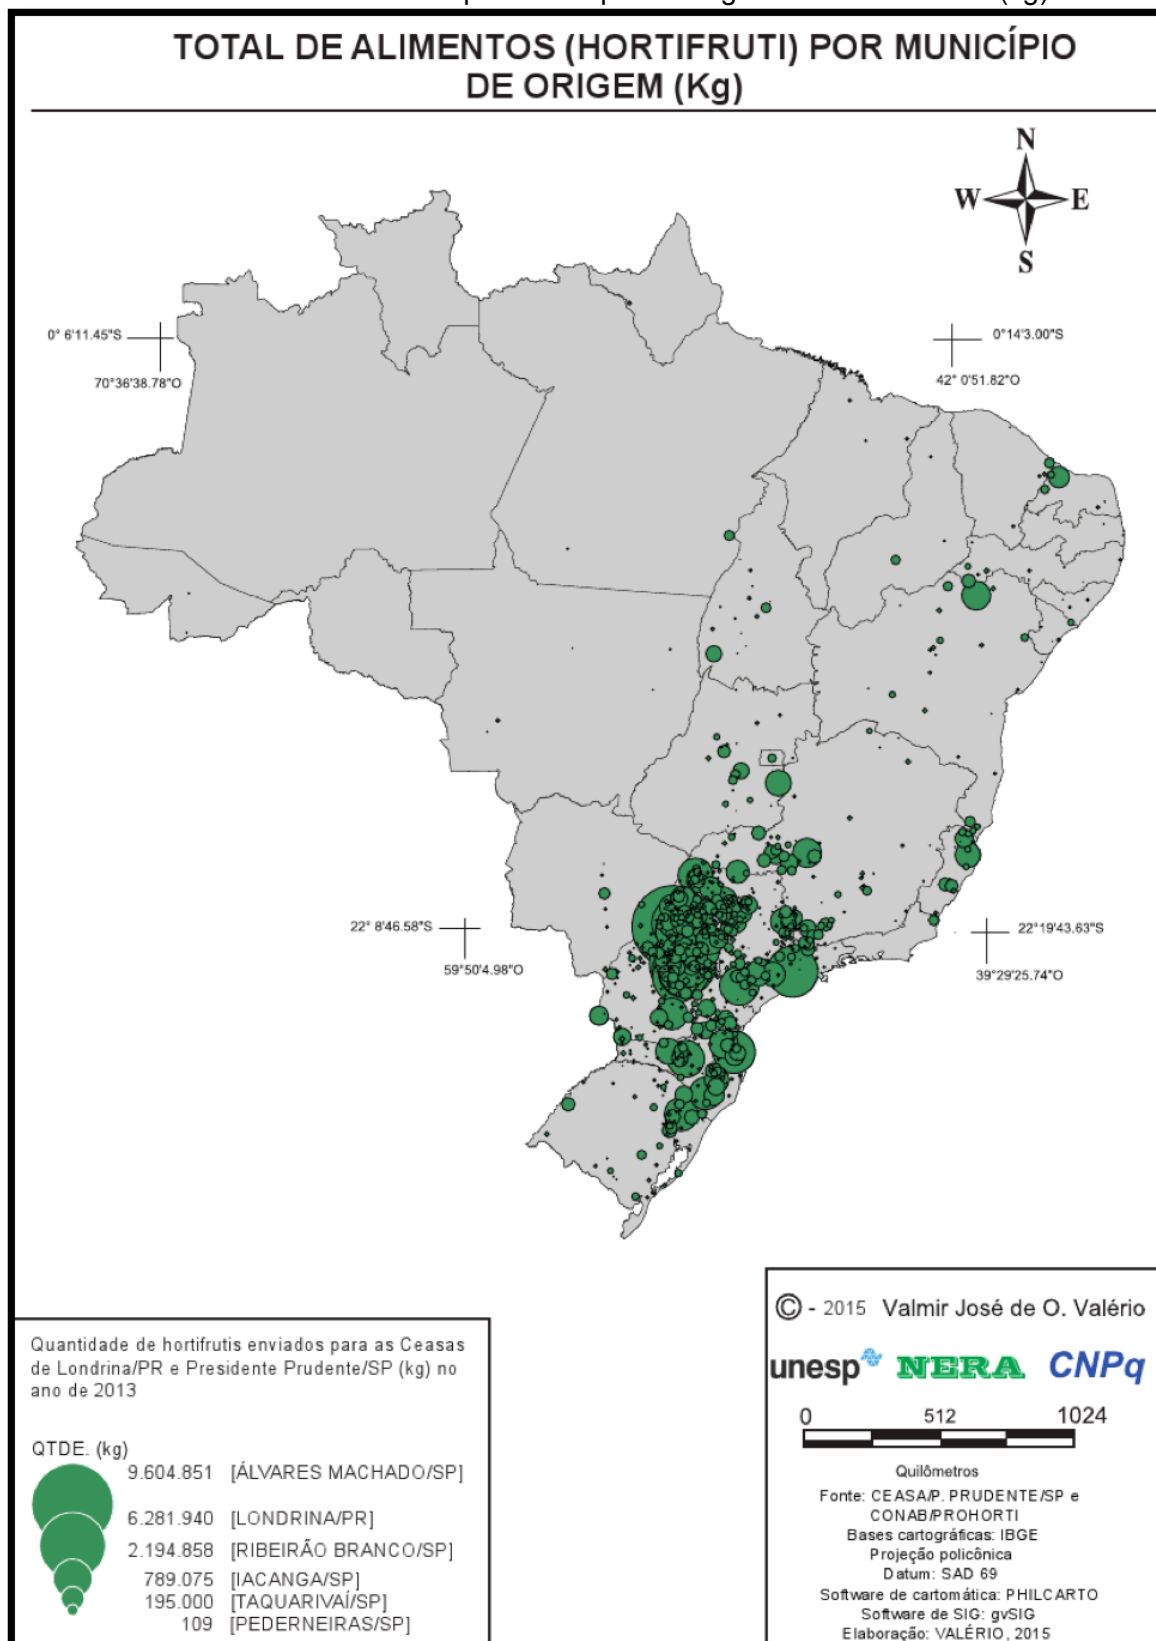 (kg)
TOTAL DE ALIMENTOS (HORTIFRUTI) POR MUNICÍPIO
DE ORIGEM (Kg)
N
W E
S
0° 6'11.45"S
70°36'38.78"O
0°14'3.00"S
42° 0'51.82"O
22° 8'46.58"S
59°50'4.98"O
22°19'43.63"S
39°29'25.74"O
Quantidade de hortifrutis enviados para as Ceasas
de Londrina/PR e Presidente Prudente/SP (kg) no
ano de 2013
QTDE. (kg)
9.604.851 [ÁLVARES MACHADO/SP]
6.281.940 [LONDRINA/PR]
2.194.858 [RIBEIRÃO BRANCO/SP]
789.075 [IACANGA/SP]
195.000 [TAQUARIVAÍ/SP]
109 [PEDERNEIRAS/SP]
© - 2015 Valmir José de O. Valério
unesp NERA CNPq
0 512 1024
Quilômetros
Fonte: CEASA/P. PRUDENTE/SP e
CONAB/PROHORTI
Bases cartográficas: IBGE
Projeção policônica
Datum: SAD 69
Software de cartomática: PHILCARTO
Software de SIG: gvSIG
Elaboração: VALÉRIO, 2015